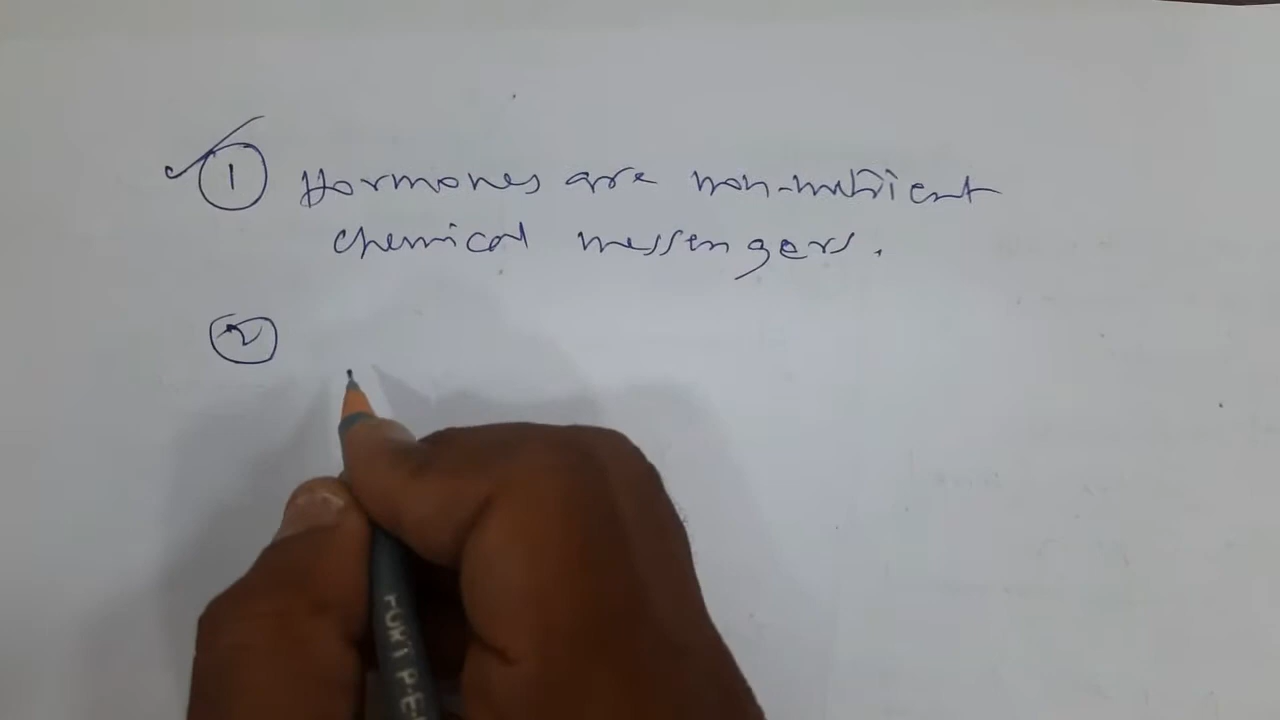 ① Hormones are non-nutrient
chemical messengers.
②